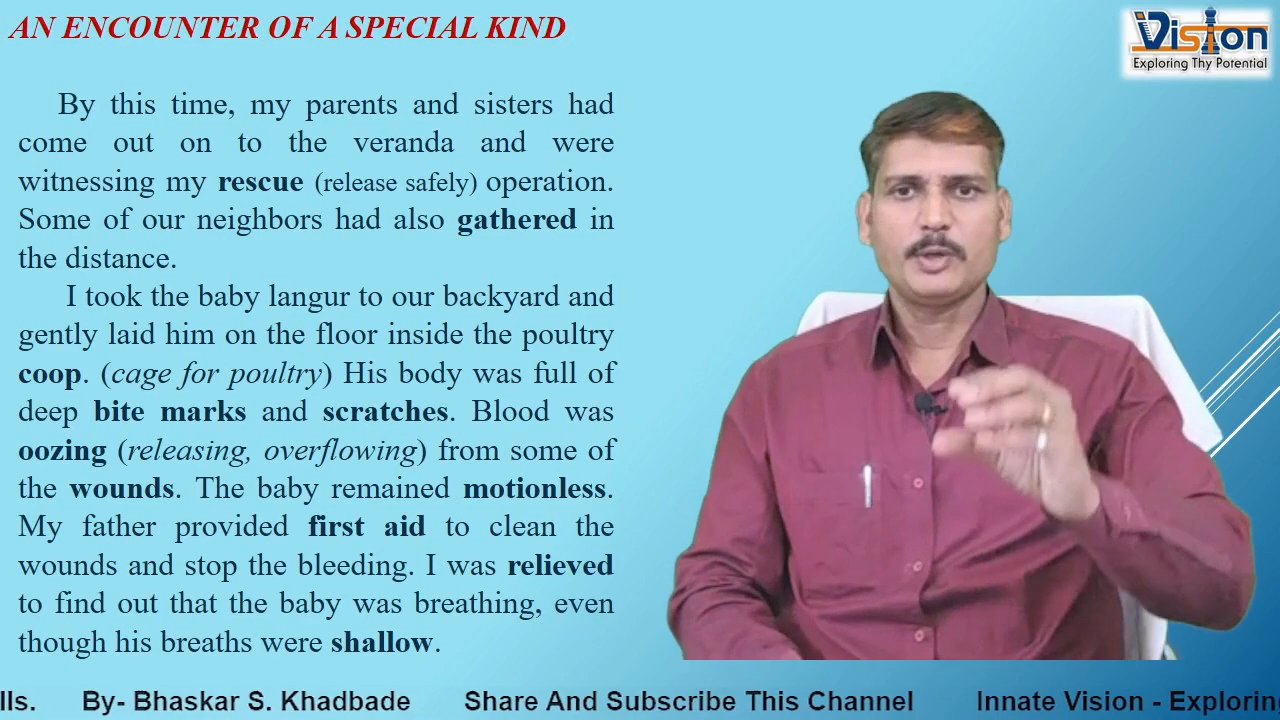 AN ENCOUNTER OF A SPECIAL KIND
Vision
Exploring Thy Potential
By this time, my parents and sisters had
come out on to the veranda and were
witnessing my rescue (release safely) operation.
Some of our neighbors had also gathered in
the distance.
I took the baby langur to our backyard and
gently laid him on the floor inside the poultry
coop. (cage for poultry) His body was full of
deep bite marks and scratches. Blood was
oozing (releasing, overflowing) from some of
the wounds. The baby remained motionless.
My father provided first aid to clean the
wounds and stop the bleeding. I was relieved
to find out that the baby was breathing, even
though his breaths were shallow.
lls. By- Bhaskar S. Khadbade Share And Subscribe This Channel Innate Vision - Exploring